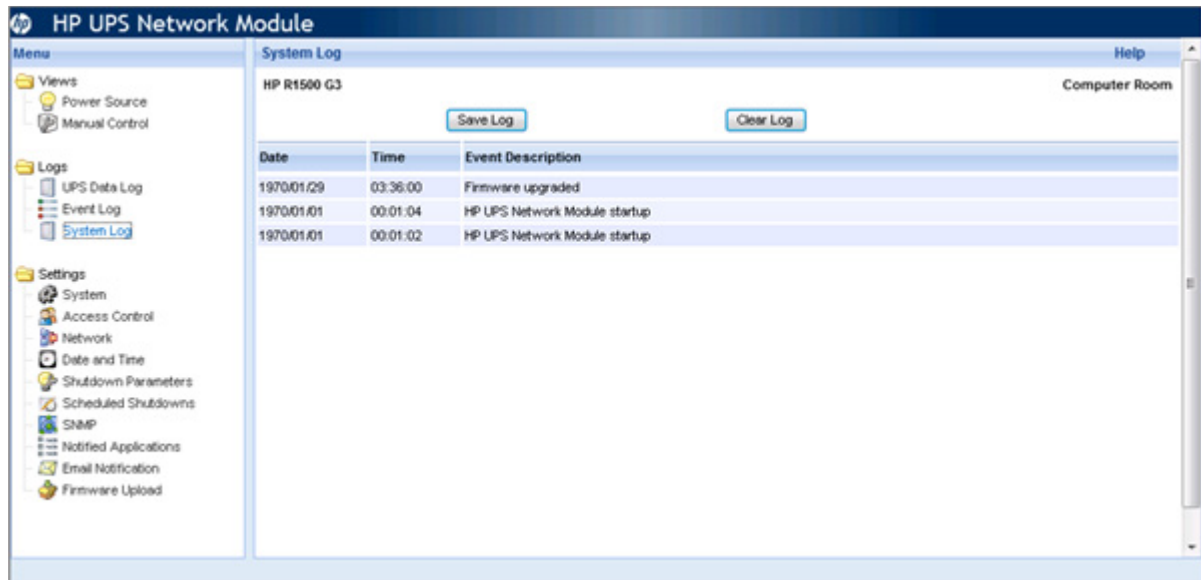 hp HP UPS Network Module
Menu
Views
Power Source
Manual Control
Logs
UPS Data Log
Event Log
System Log
Settings
System
Access Control
Network
Date and Time
Shutdown Parameters
Scheduled Shutdowns
SNMP
Notified Applications
Email Notification
Firmware Upload
System Log Help
HP R1500 G3 Computer Room
Save Log Clear Log
Date Time Event Description
1970/01/29 03:36:00 Firmware upgraded
1970/01/01 00:01:04 HP UPS Network Module startup
1970/01/01 00:01:02 HP UPS Network Module startup